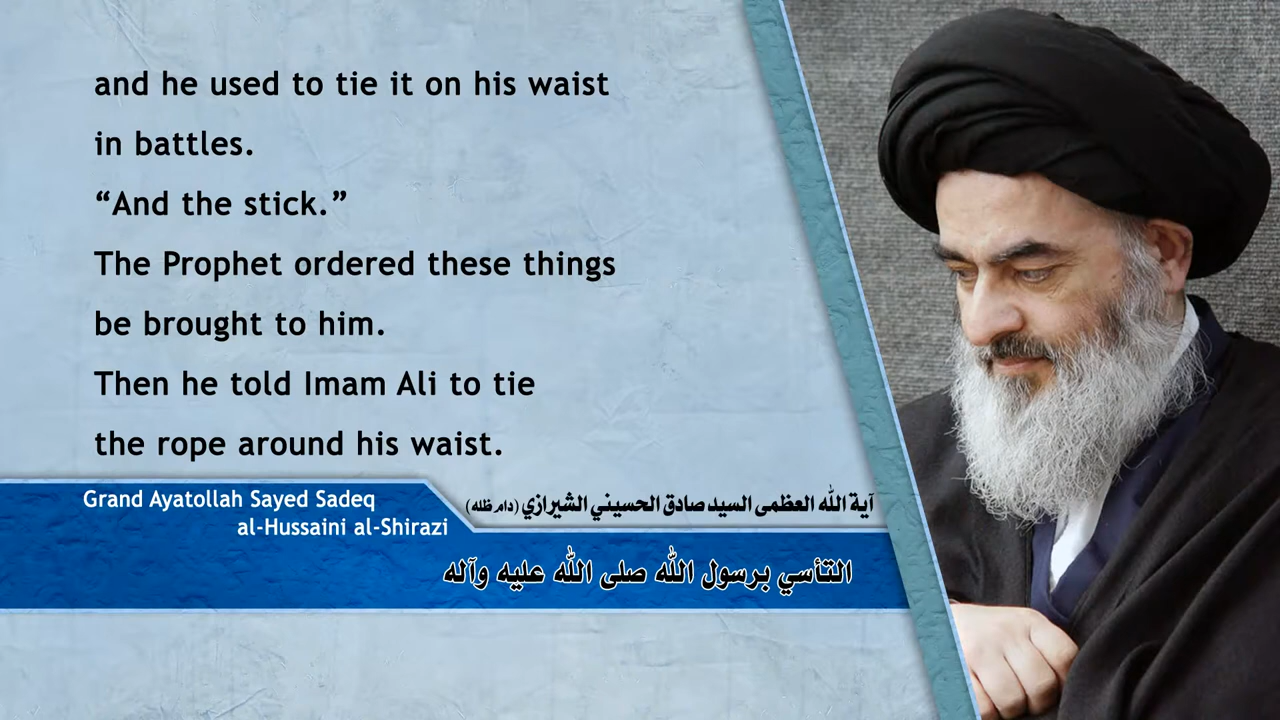 and he used to tie it on his waist
in battles.
“And the stick.”
The Prophet ordered these things
be brought to him.
Then he told Imam Ali to tie
the rope around his waist.
Grand Ayatollah Sayed Sadeq
al-Hussaini al-Shirazi
آية الله العظمى السيد صادق الحسيني الشيرازي (دام ظله)
التأسي برسول الله صلى الله عليه وآله